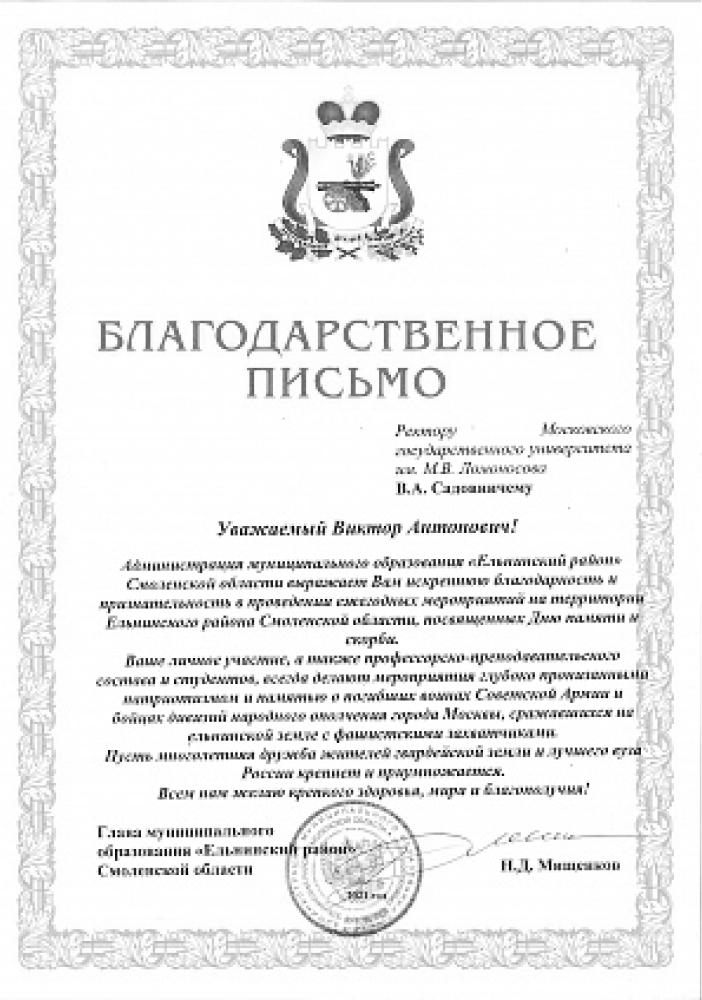 БЛАГОДАРСТВЕННОЕ
ПИСЬМО
Ректору Московского
государственного университета
им. М.В. Ломоносова
В.А. Садовничему
Уважаемый Виктор Антонович!
Администрация муниципального образования «Ельнинский район»
Смоленской области выражает Вам искреннюю благодарность и
признательность в проведении ежегодных мероприятий на территории
Ельнинского района Смоленской области, посвященных Дню памяти и
скорби.
Ваше личное участие, а также профессорско-преподавательского
состава и студентов, всегда делают мероприятия глубоко пронизанными
патриотизмом и памятью о погибших воинах Советской Армии и
бойцах дивизий народного ополчения города Москвы, сражавшихся на
ельнинской земле с фашистскими захватчиками.
Пусть многолетняя дружба жителей гвардейской земли и лучшего вуза
России крепнет и приумножается.
Всем нам желаю крепкого здоровья, мира и благополучия!
Глава муниципального
образования «Ельнинский район»
Смоленской области
Н.Д. Мищенков
2021 год